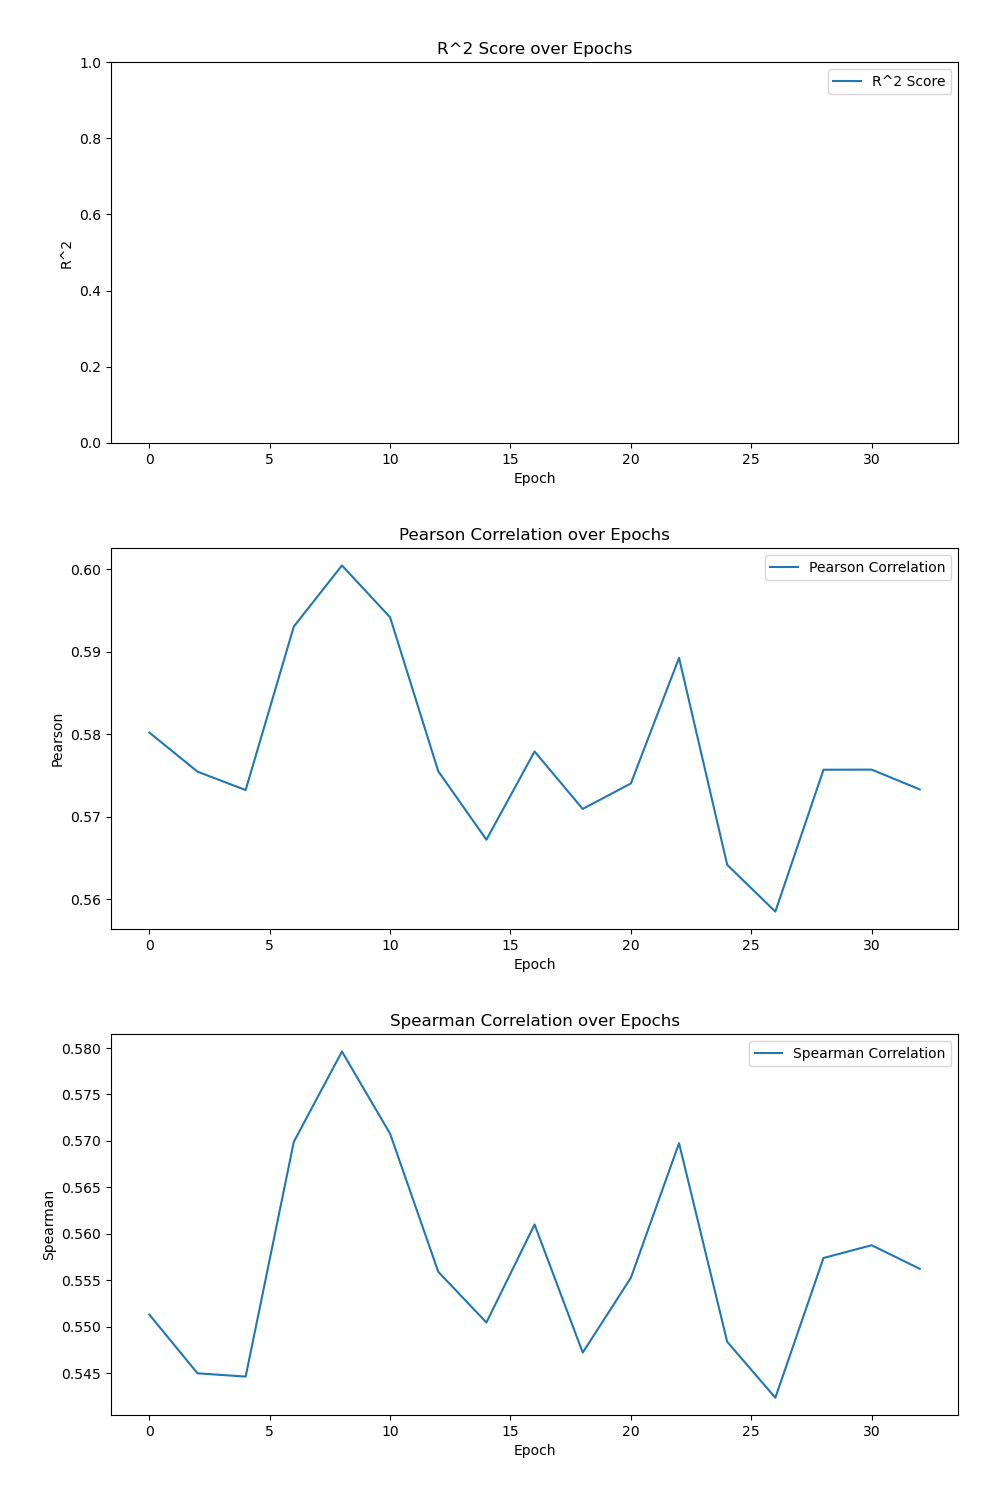 R^2 Score over Epochs
1.0
R^2 Score
0.8
0.6
R^2
0.4
0.2
0.0
0 5 10 15 20 25 30
Epoch
Pearson Correlation over Epochs
Pearson Correlation
0.60
0.59
0.58
Pearson
0.57
0.56
0 5 10 15 20 25 30
Epoch
Spearman Correlation over Epochs
Spearman Correlation
0.580
0.575
0.570
0.565
Spearman
0.560
0.555
0.550
0.545
0 5 10 15 20 25 30
Epoch